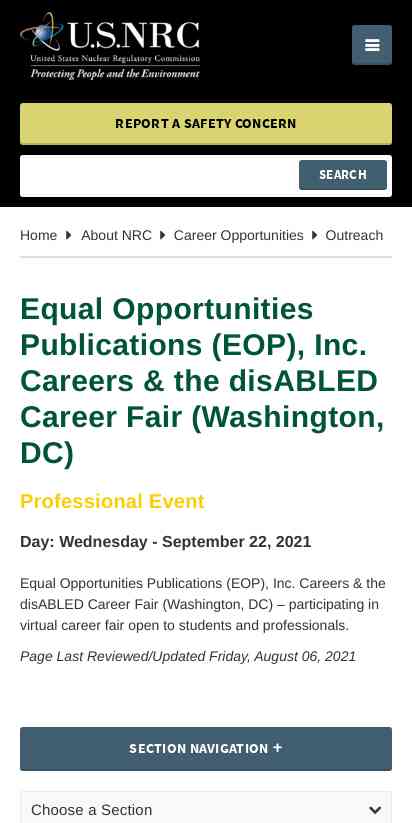 U.S.NRC
United States Nuclear Regulatory Commission
Protecting People and the Environment
REPORT A SAFETY CONCERN
SEARCH
Home About NRC Career Opportunities Outreach
Equal Opportunities
Publications (EOP), Inc.
Careers & the disABLED
Career Fair (Washington,
DC)
Professional Event
Day: Wednesday - September 22, 2021
Equal Opportunities Publications (EOP), Inc. Careers & the
disABLED Career Fair (Washington, DC) – participating in
virtual career fair open to students and professionals.
Page Last Reviewed/Updated Friday, August 06, 2021
SECTION NAVIGATION +
Choose a Section